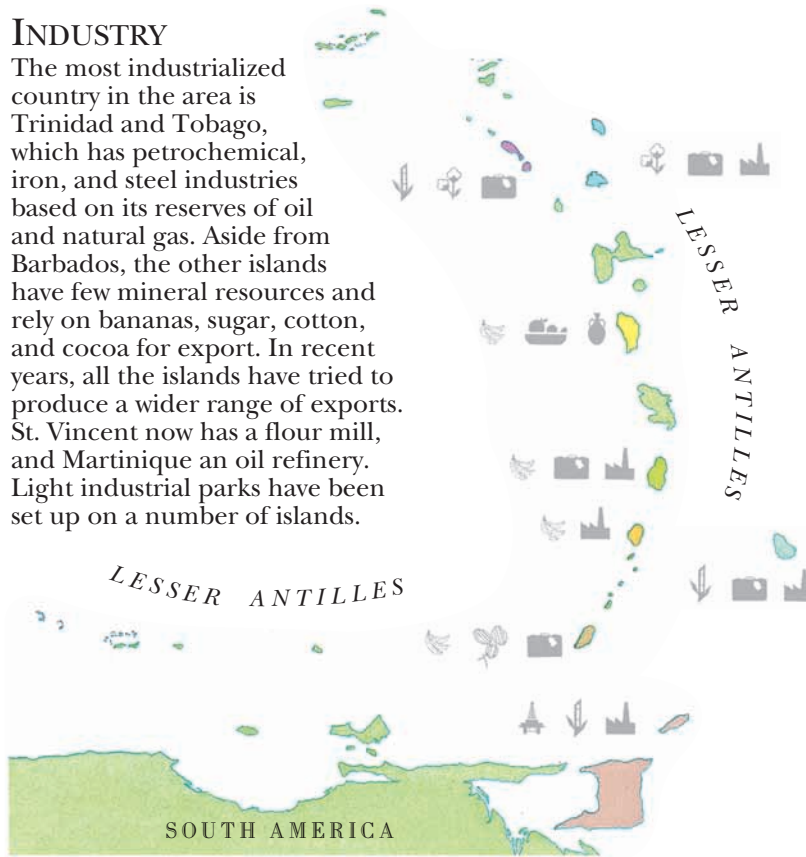 INDUSTRY
The most industrialized
country in the area is
Trinidad and Tobago,
which has petrochemical,
iron, and steel industries
based on its reserves of oil
and natural gas. Aside from
Barbados, the other islands
have few mineral resources and
rely on bananas, sugar, cotton,
and cocoa for export. In recent
years, all the islands have tried to
produce a wider range of exports.
St. Vincent now has a flour mill,
and Martinique an oil refinery.
Light industrial parks have been
set up on a number of islands.
LESSER ANTILLES
LESSER ANTILLES
SOUTH AMERICA